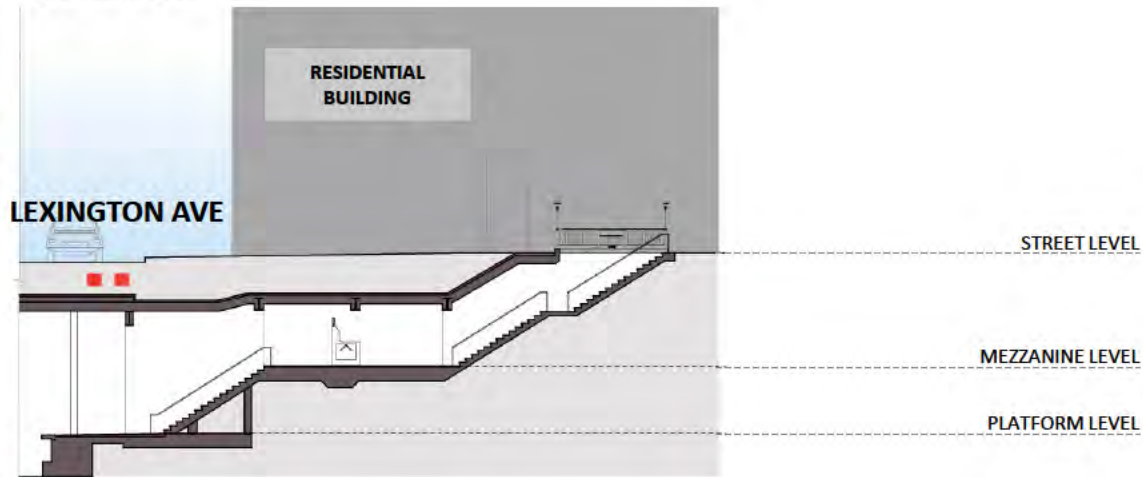 RESIDENTIAL
BUILDING
LEXINGTON AVE
STREET LEVEL
MEZZANINE LEVEL
PLATFORM LEVEL